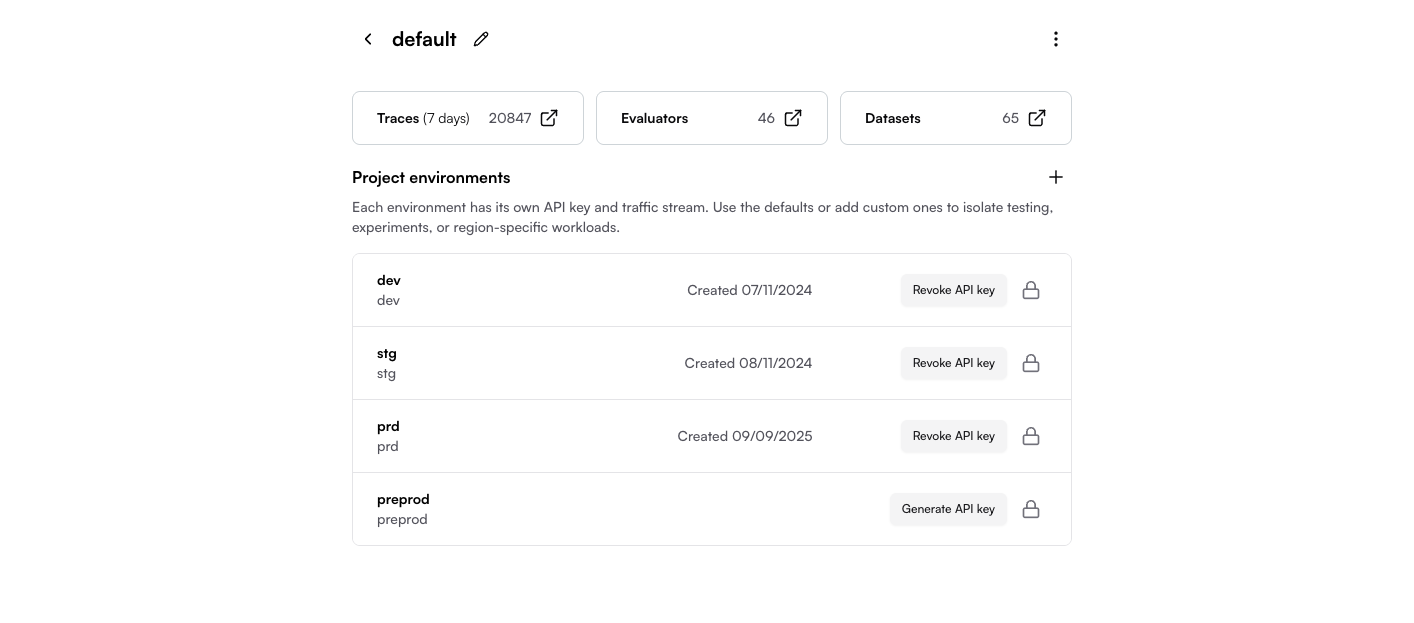 default
Traces (7 days) 20847
Evaluators 46
Datasets 65
Project environments
Each environment has its own API key and traffic stream. Use the defaults or add custom ones to isolate testing,
experiments, or region-specific workloads.
dev
dev
Created 07/11/2024
Revoke API key
stg
stg
Created 08/11/2024
Revoke API key
prd
prd
Created 09/09/2025
Revoke API key
preprod
preprod
Generate API key